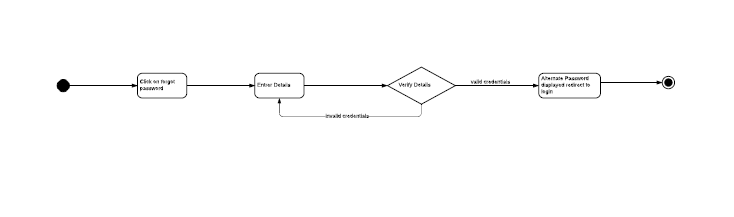 Click on forgot
password
Enter Details
Verify Details
valid credentials
Alternate Password
displayed redirect to
login
invalid credentials